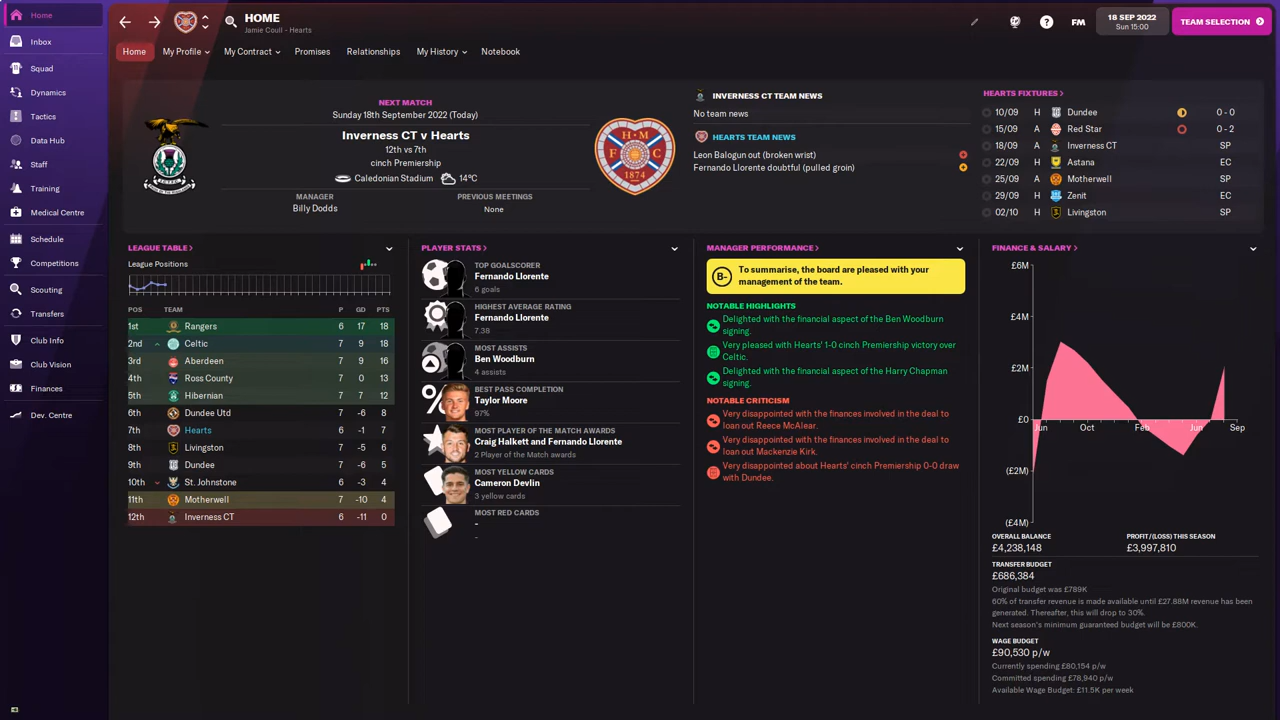 Home
Inbox
Squad
Dynamics
Tactics
Data Hub
Staff
Training
Medical Centre
Schedule
Competitions
Scouting
Transfers
Club Info
Club Vision
Finances
Dev. Centre
HOME
Jamie Coull - Hearts
FM
18 SEP 2022
Sun 15:00
TEAM SELECTION
Home
My Profile
My Contract
Promises
Relationships
My History
Notebook
NEXT MATCH
Sunday 18th September 2022 (Today)
Inverness CT v Hearts
12th vs 7th
cinch Premiership
Caledonian Stadium
14°C
MANAGER
Billy Dodds
PREVIOUS MEETINGS
None
H M
F C
1874
INVERNESS CT TEAM NEWS
No team news
HEARTS TEAM NEWS
Leon Balogun out (broken wrist)
Fernando Llorente doubtful (pulled groin)
HEARTS FIXTURES >
10/09 H Dundee 0 - 0
15/09 A Red Star 0 - 2
18/09 A Inverness CT SP
22/09 H Astana EC
25/09 A Motherwell SP
29/09 H Zenit EC
02/10 H Livingston SP
LEAGUE TABLE >
League Positions
POS TEAM P GD PTS
1st Rangers 6 17 18
2nd Celtic 7 9 18
3rd Aberdeen 7 9 16
4th Ross County 7 0 13
5th Hibernian 7 7 12
6th Dundee Utd 7 -6 8
7th Hearts 6 -1 7
8th Livingston 7 -5 6
9th Dundee 7 -6 5
10th St. Johnstone 6 -3 4
11th Motherwell 7 -10 4
12th Inverness CT 6 -11 0
PLAYER STATS >
TOP GOALSCORER
Fernando Llorente
6 goals
HIGHEST AVERAGE RATING
Fernando Llorente
7.38
MOST ASSISTS
Ben Woodburn
4 assists
BEST PASS COMPLETION
Taylor Moore
97%
MOST PLAYER OF THE MATCH AWARDS
Craig Halkett and Fernando Llorente
2 Player of the Match awards
MOST YELLOW CARDS
Cameron Devlin
3 yellow cards
MOST RED CARDS
-
-
MANAGER PERFORMANCE >
B-
To summarise, the board are pleased with your
management of the team.
NOTABLE HIGHLIGHTS
Delighted with the financial aspect of the Ben Woodburn
signing.
Very pleased with Hearts' 1-0 cinch Premiership victory over
Celtic.
Delighted with the financial aspect of the Harry Chapman
signing.
NOTABLE CRITICISM
Very disappointed with the finances involved in the deal to
loan out Reece McAlear.
Very disappointed with the finances involved in the deal to
loan out Mackenzie Kirk.
Very disappointed about Hearts' cinch Premiership 0-0 draw
with Dundee.
FINANCE & SALARY >
£6M
£4M
£2M
£0
(£2M)
(£4M)
Jun Oct Feb Jun Sep
OVERALL BALANCE
£4,238,148
PROFIT/(LOSS) THIS SEASON
£3,997,810
TRANSFER BUDGET
£686,384
Original budget was £789K
60% of transfer revenue is made available until £27.88M revenue has been
generated. Thereafter, this will drop to 30%.
Next season's minimum guaranteed budget will be £800K.
WAGE BUDGET
£90,530 p/w
Currently spending £80,154 p/w
Committed spending £78,940 p/w
Available Wage Budget: £11.5K per week